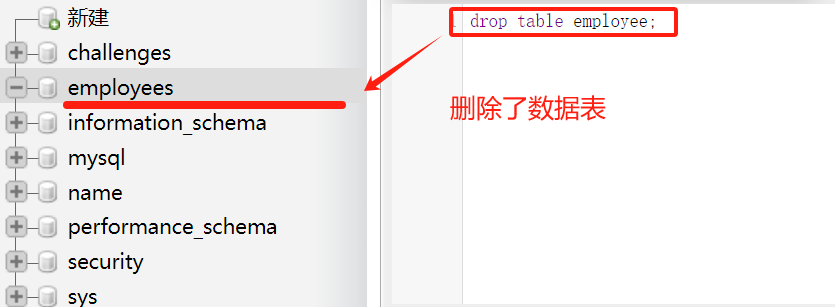 新建
challenges
employees
information_schema
mysql
name
performance_schema
security
sys
drop table employee;
删除了数据表